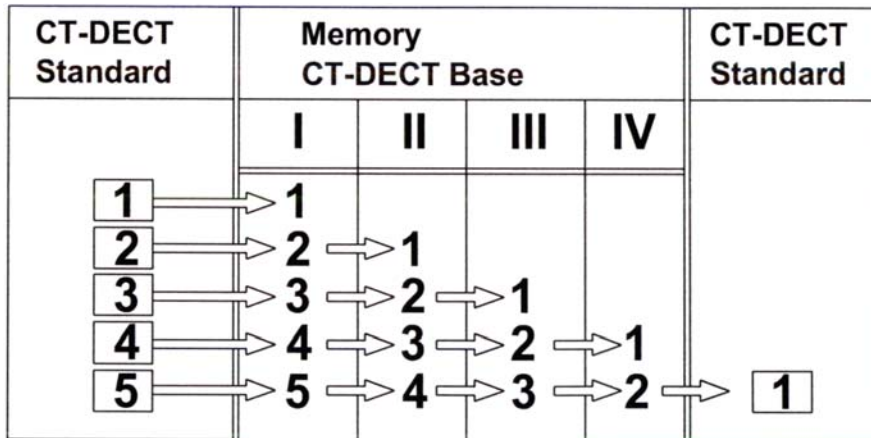 CT-DECT Standard
Memory CT-DECT Base
CT-DECT Standard
I II III IV
1 1
2 2 1
3 3 2 1
4 4 3 2 1
5 5 4 3 2 1